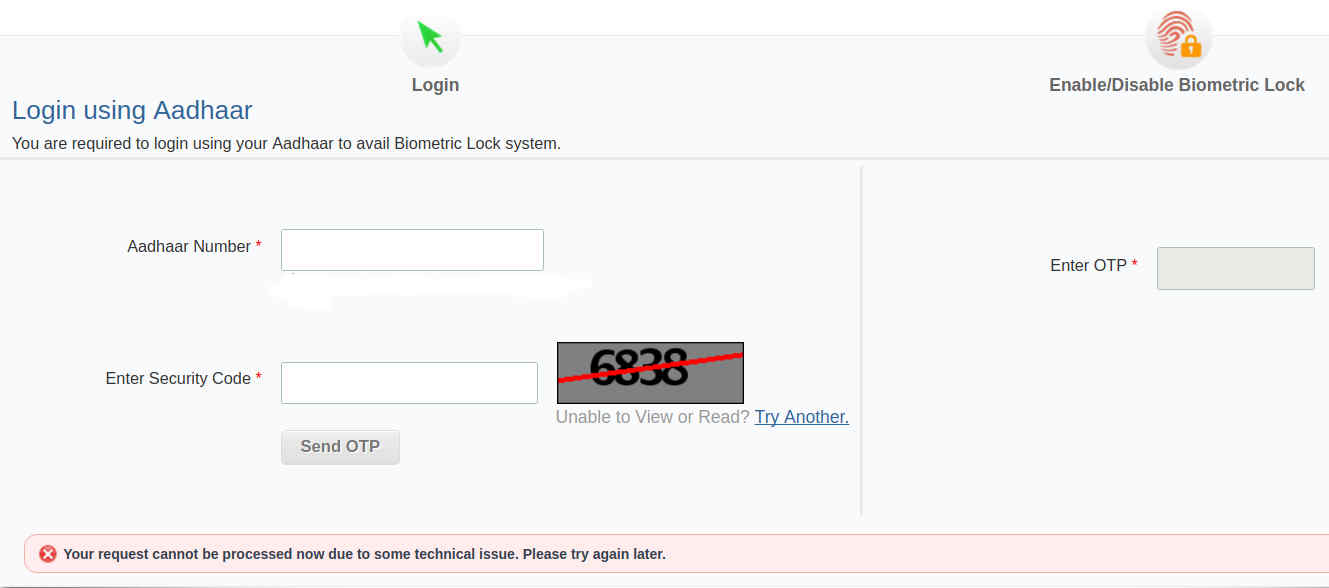 Login
Enable/Disable Biometric Lock
Login using Aadhaar
You are required to login using your Aadhaar to avail Biometric Lock system.
Aadhaar Number *
Enter OTP *
Enter Security Code *
6838
Unable to View or Read? Try Another.
Send OTP
Your request cannot be processed now due to some technical issue. Please try again later.